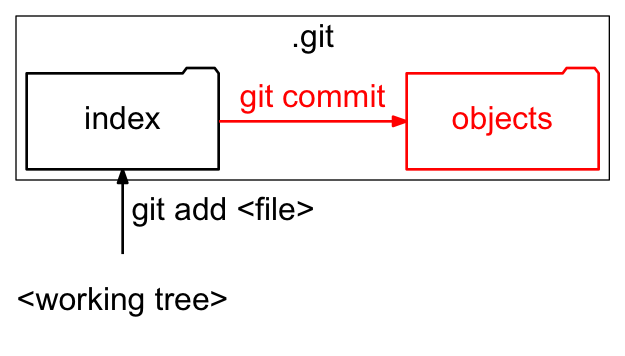 .git
index
git commit
objects
git add <file>
<working tree>